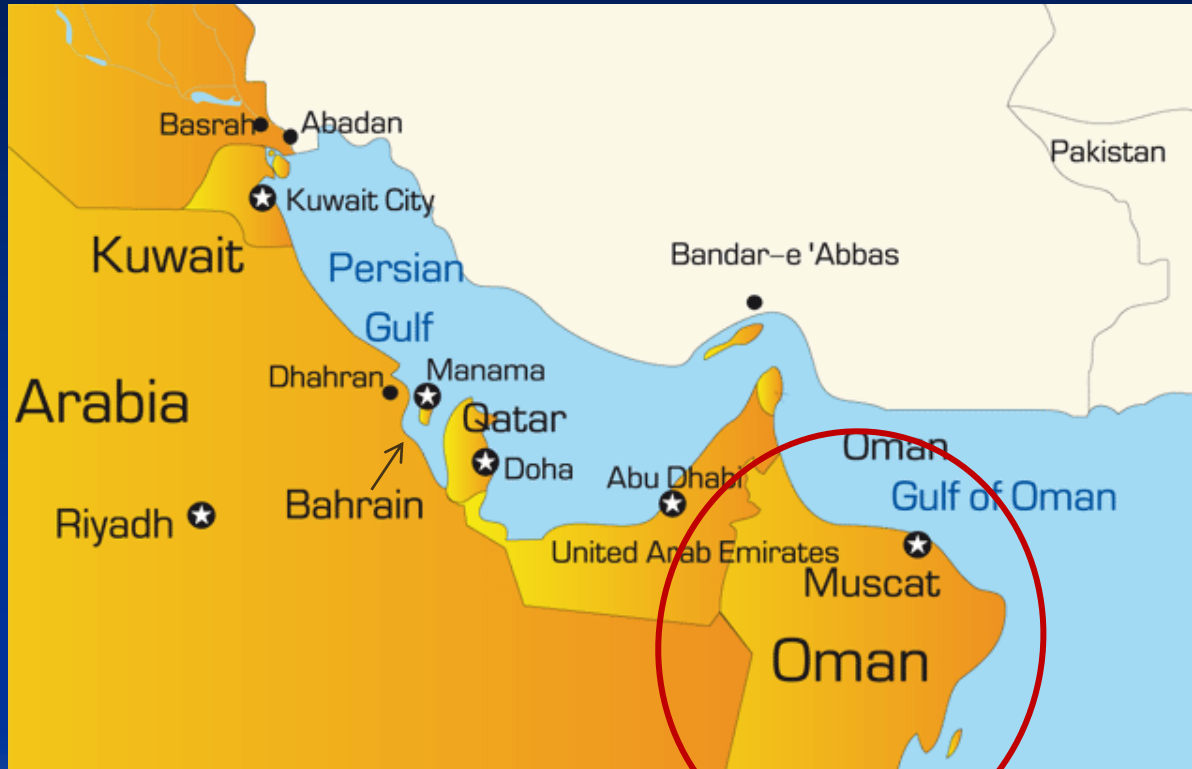 Basrah
Abadan
Pakistan
Kuwait City
Kuwait
Persian
Gulf
Bandar-e 'Abbas
Dhahran
Manama
Arabia
Qatar
Oman
Doha
Abu Dhabi
Gulf of Oman
Bahrain
Riyadh
United Arab Emirates
Muscat
Oman